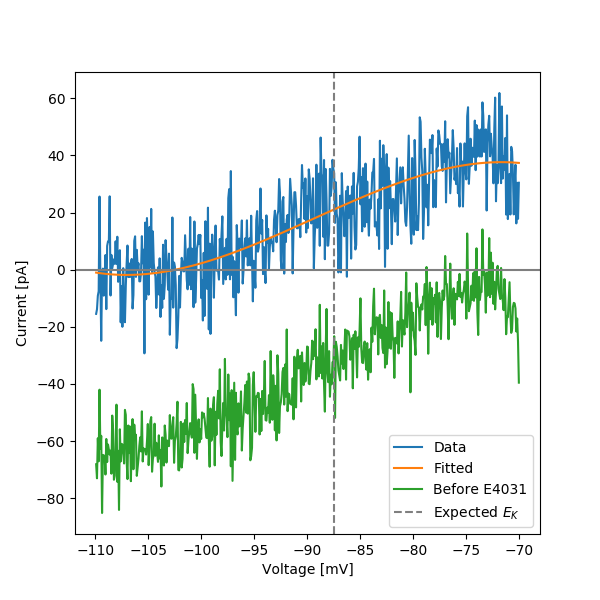 60
40
20
0
−20
−40
−60
−80
Current [pA]
−110
−105
−100
−95
−90
−85
−80
−75
−70
Voltage [mV]
Data
Fitted
Before E4031
Expected E_K